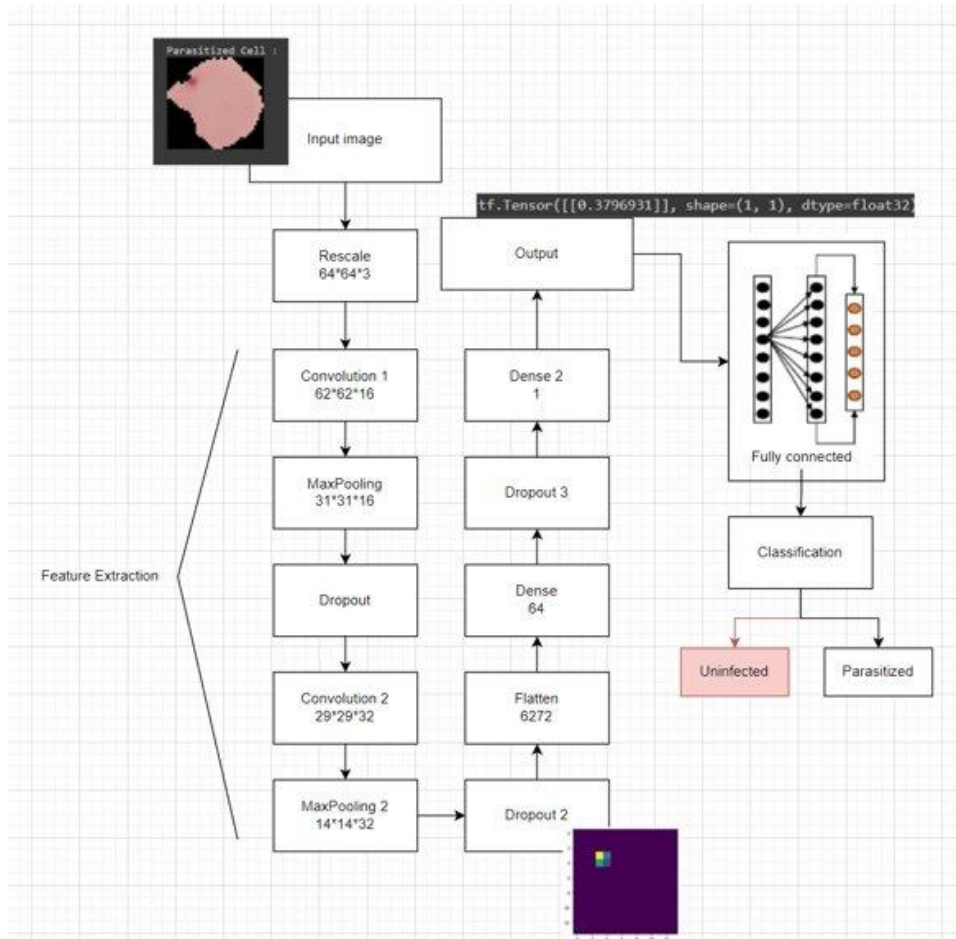 Parasitized Cell :
Input image
Rescale
64*64*3
Convolution 1
62*62*16
MaxPooling
31*31*16
Dropout
Convolution 2
29*29*32
MaxPooling 2
14*14*32
Feature Extraction
Dropout 2
Flatten
6272
Dense
64
Dropout 3
Dense 2
1
Output
tf.Tensor([[0.3796931]], shape=(1, 1), dtype=float32)
Fully connected
Classification
Uninfected
Parasitized